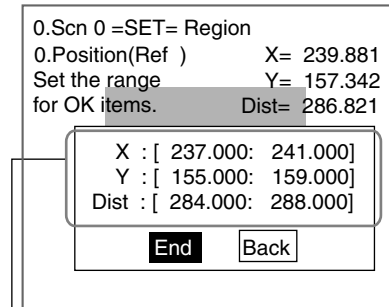 0.Scn 0 =SET= Region
0.Position(Ref ) X= 239.881
Set the range Y= 157.342
for OK items. Dist= 286.821
X :[ 237.000: 241.000]
Y :[ 155.000: 159.000]
Dist :[ 284.000: 288.000]
End Back